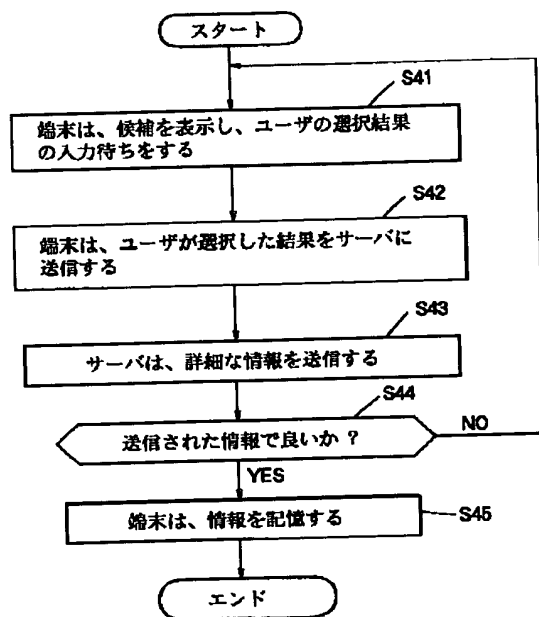 スタート
S41
端末は、候補を表示し、ユーザの選択結果
の入力待ちをする
S42
端末は、ユーザが選択した結果をサーバに
送信する
S43
サーバは、詳細な情報を送信する
S44
送信された情報で良いか？
NO
YES
端末は、情報を記憶する
S45
エンド